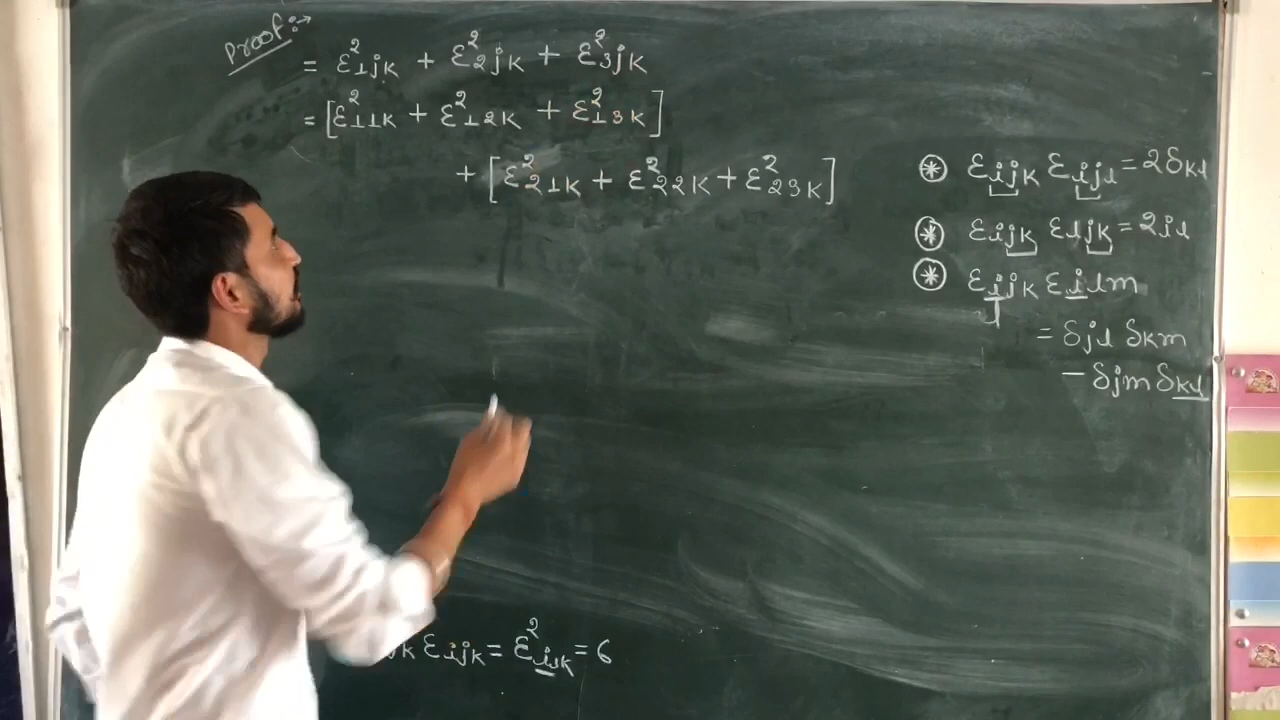 Proof:→
= ε²₁jk + ε²₂jk + ε²₃jk
= [ε²₁₁k + ε²₁₂k + ε²₁₃k]
+ [ε²₂₁k + ε²₂₂k + ε²₂₃k]
⊛ εijk εijl = 2δkl
⊛ εijk εljk = 2il
⊛ εijk εilm
= δjl δkm
− δjm δkl
k εijk = ε²ijk = 6